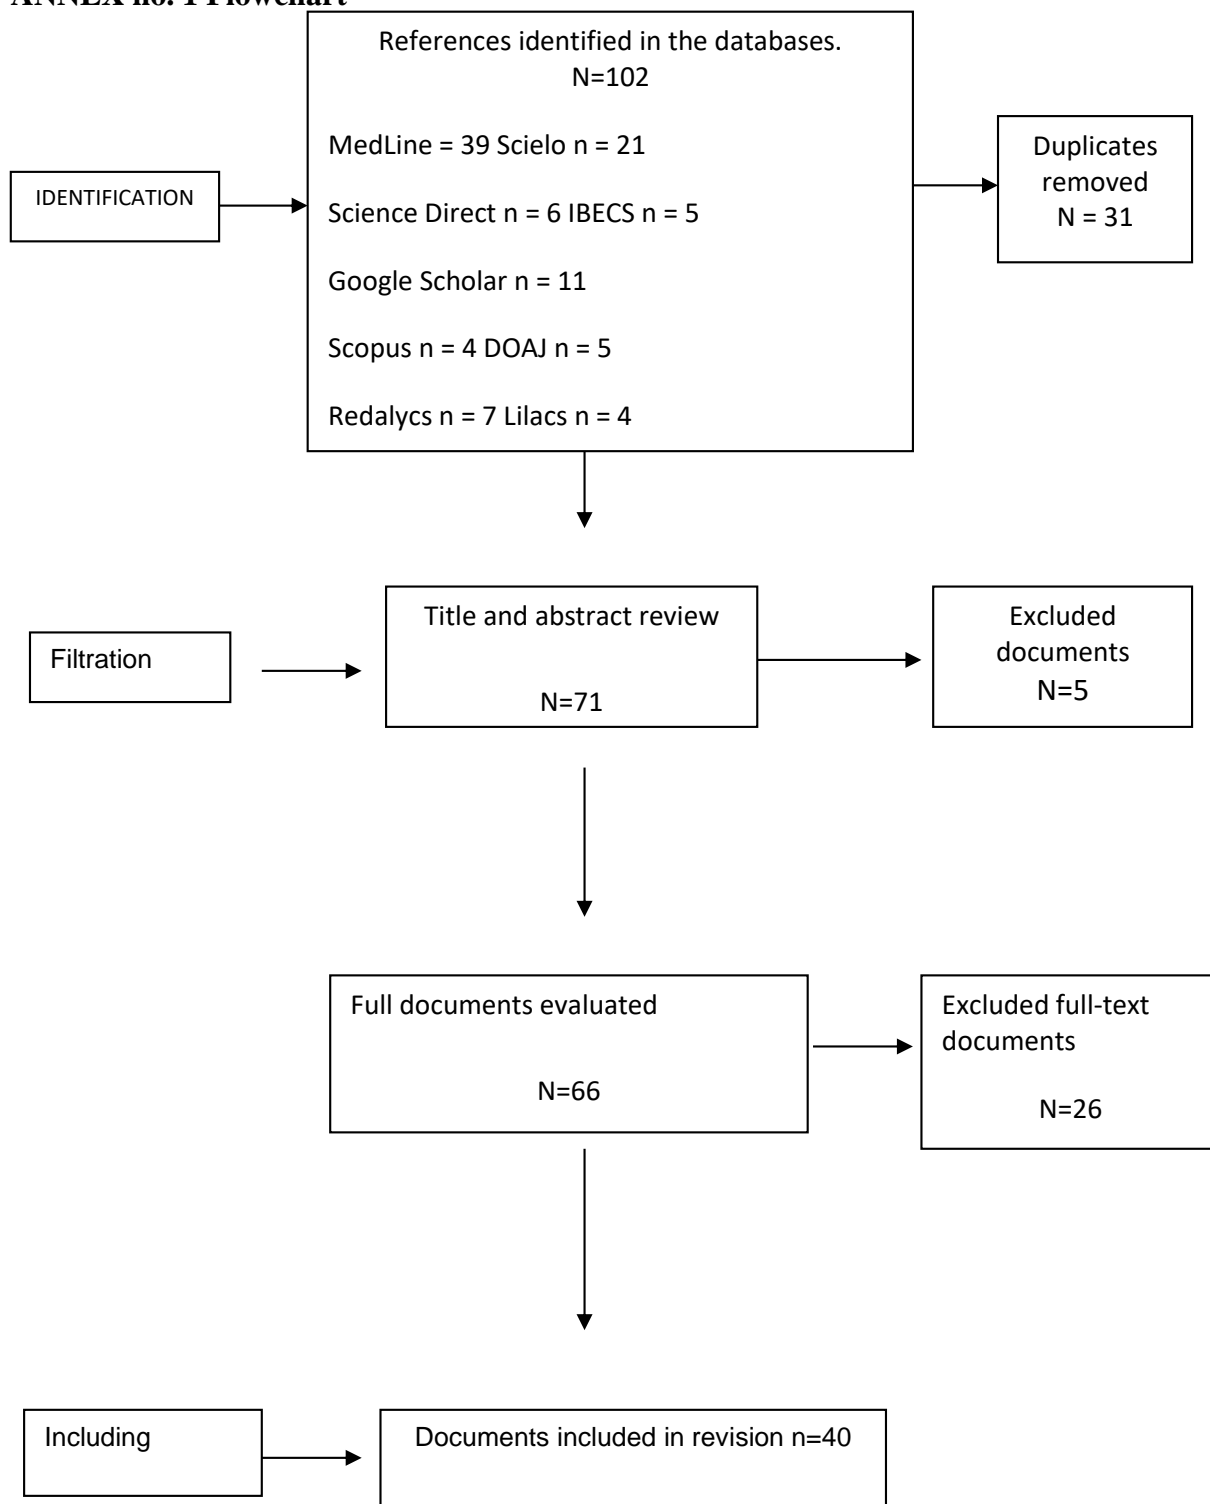 ANNEX no. 1 Flowchart
References identified in the databases.
N=102
MedLine = 39 Scielo n = 21
Science Direct n = 6 IBECS n = 5
Google Scholar n = 11
Scopus n = 4 DOAJ n = 5
Redalycs n = 7 Lilacs n = 4
IDENTIFICATION
Duplicates
removed
N = 31
Filtration
Title and abstract review
N=71
Excluded
documents
N=5
Full documents evaluated
N=66
Excluded full-text
documents
N=26
Including
Documents included in revision n=40